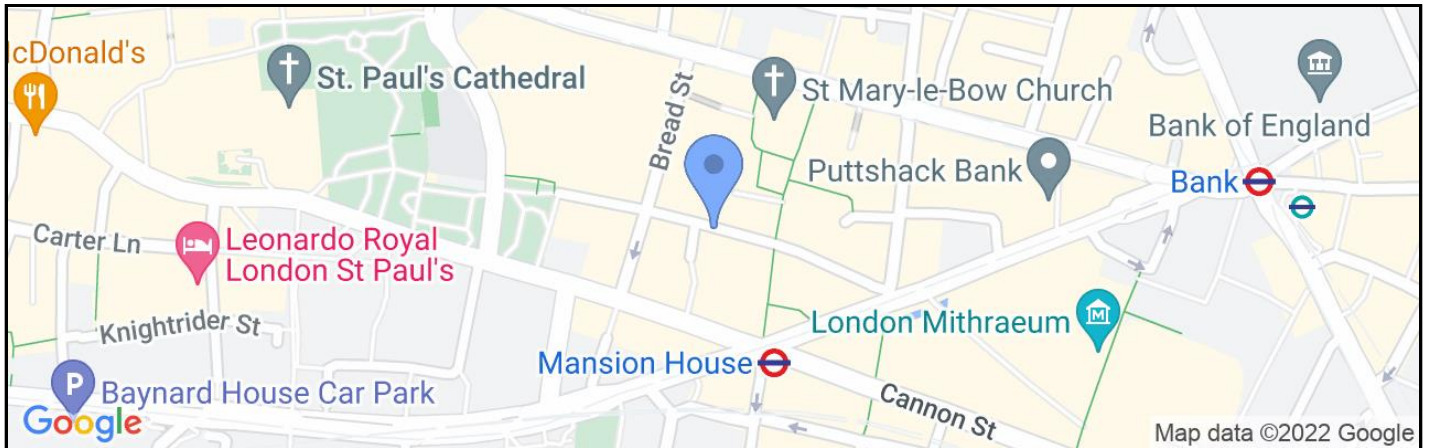 McDonald's
St. Paul's Cathedral
Bread St
St Mary-le-Bow Church
Bank of England
Puttshack Bank
Bank
Carter Ln
Leonardo Royal
London St Paul's
Knightrider St
London Mithraeum
M
Mansion House
P
Baynard House Car Park
Cannon St
Google
Map data ©2022 Google